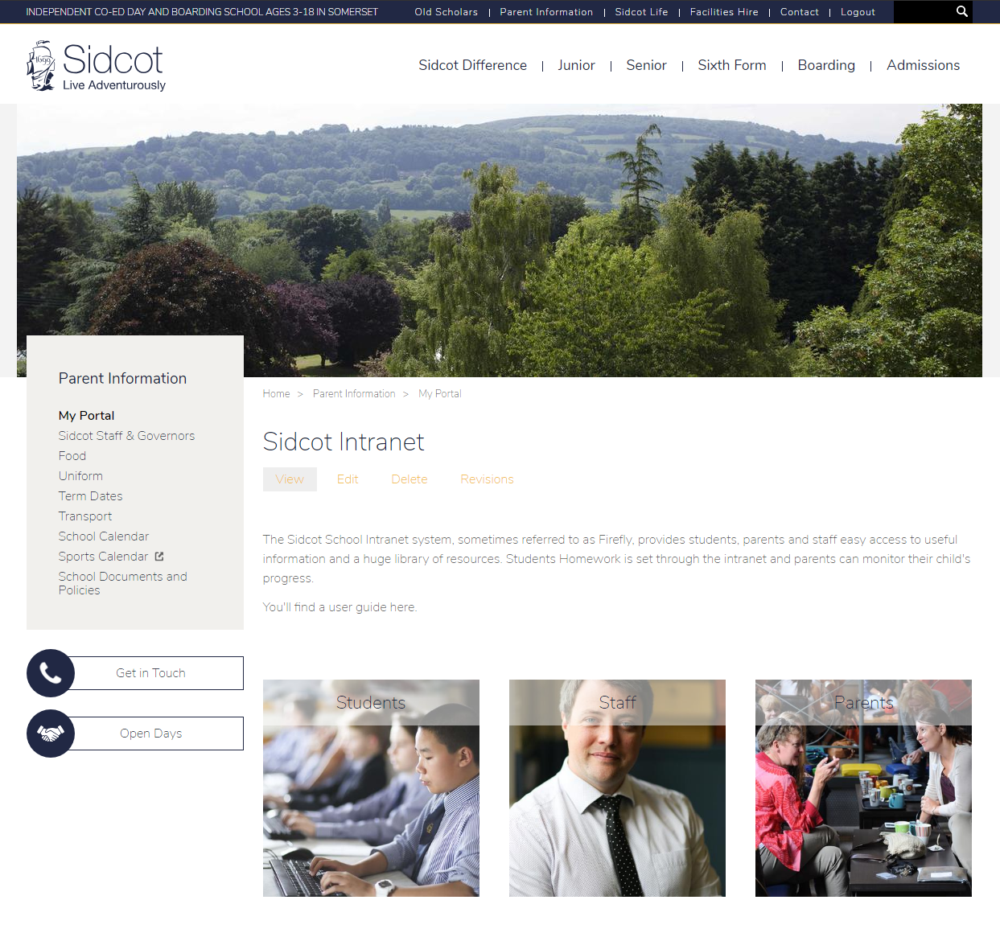 INDEPENDENT CO-ED DAY AND BOARDING SCHOOL AGES 3-18 IN SOMERSET
Old Scholars | Parent Information | Sidcot Life | Facilities Hire | Contact | Logout
1699
Sidcot
Live Adventurously
Sidcot Difference | Junior | Senior | Sixth Form | Boarding | Admissions
Parent Information
My Portal
Sidcot Staff & Governors
Food
Uniform
Term Dates
Transport
School Calendar
Sports Calendar
School Documents and
Policies
Get in Touch
Open Days
Home > Parent Information > My Portal
Sidcot Intranet
View Edit Delete Revisions
The Sidcot School Intranet system, sometimes referred to as Firefly, provides students, parents and staff easy access to useful
information and a huge library of resources. Students Homework is set through the intranet and parents can monitor their child's
progress.
You'll find a user guide here.
Students
Staff
Parents